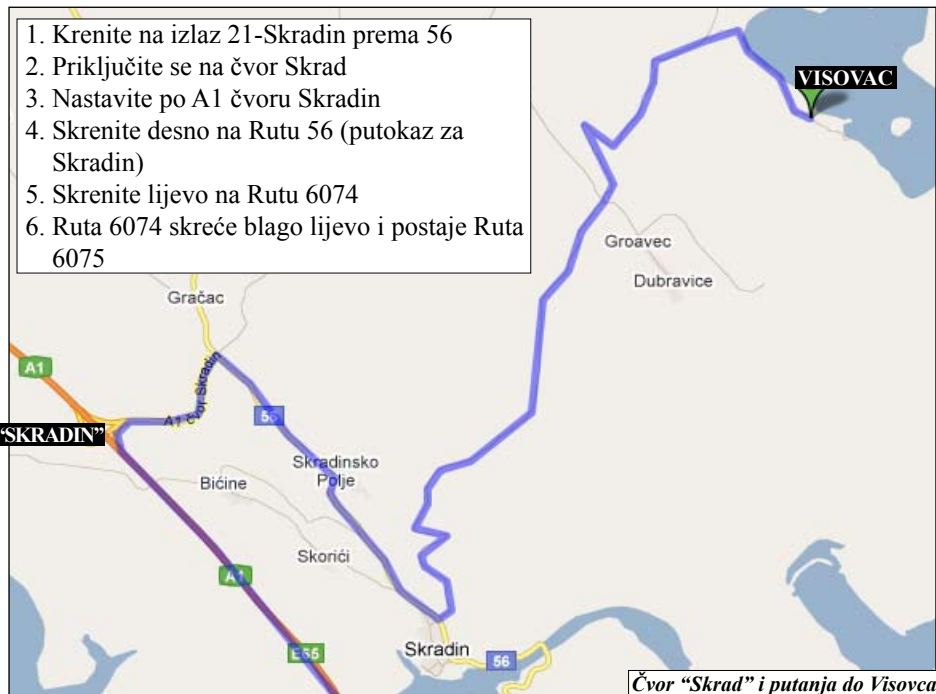 1. Krenite na izlaz 21-Skradin prema 56
2. Priključite se na čvor Skrad
3. Nastavite po A1 čvoru Skradin
4. Skrenite desno na Rutu 56 (putokaz za
Skradin)
5. Skrenite lijevo na Rutu 6074
6. Ruta 6074 skreće blago lijevo i postaje Ruta
6075
VISOVAC
Groavec
Dubravice
Gračac
A1
A1 čvor Skradin
56
"SKRADIN"
Skradinsko
Polje
Bićine
Skorići
A1
E65
Skradin
56
Čvor "Skrad" i putanja do Visovca